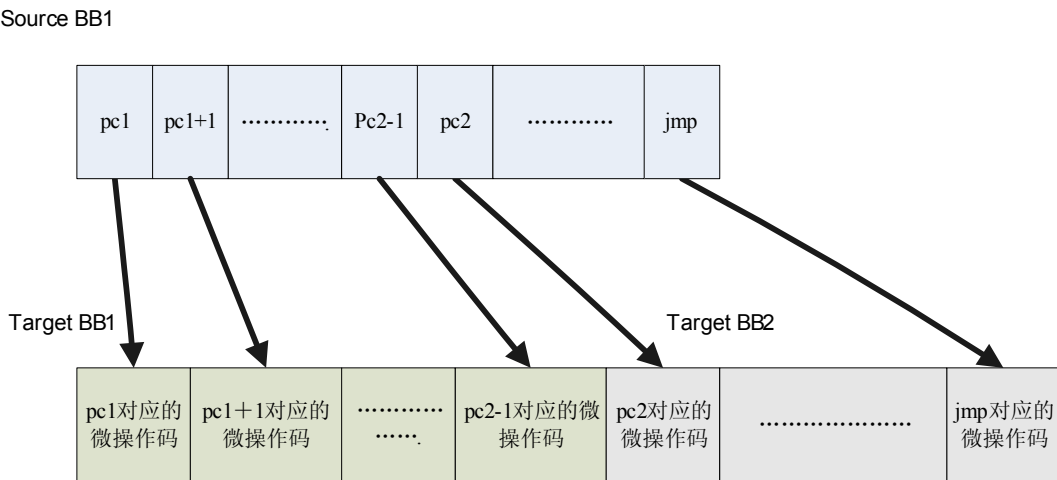 Source BB1
pc1
pc1+1
………….
Pc2-1
pc2
…………
jmp
Target BB1
Target BB2
pc1对应的
微操作码
pc1＋1对应的
微操作码
…………
…….
pc2-1对应的微
操作码
pc2对应的
微操作码
…………………
jmp对应的
微操作码